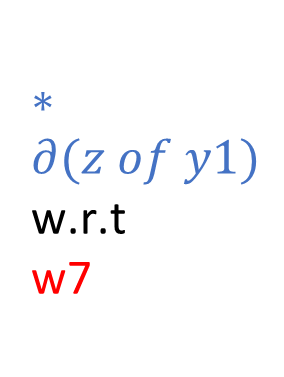 *
∂(z of y1)
w.r.t
w7